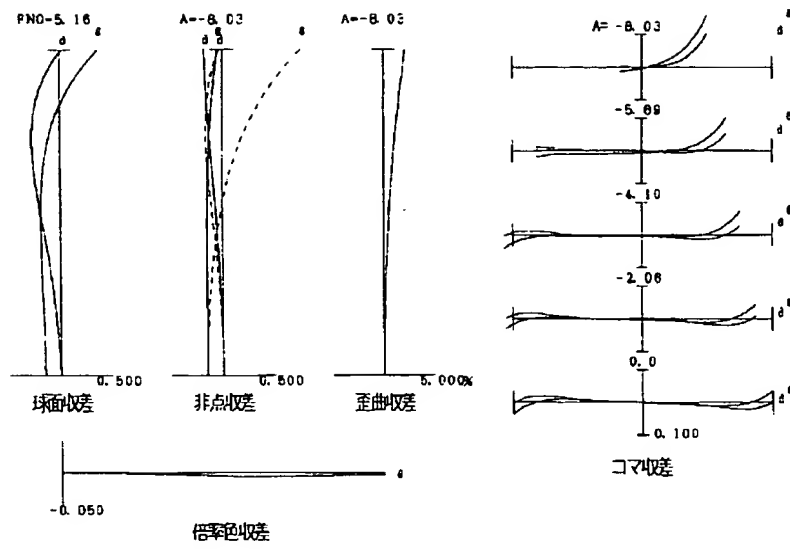 FNO=5.16
d
g
球面収差
0.500
A=-8.03
d
d
g
非点収差
0.500
A=-8.03
歪曲収差
5.000%
A= -8.03
d
g
-5.69
d
g
-4.10
d
g
-2.06
d
g
0.0
d
g
0.100
コマ収差
-0.050
g
倍率色収差